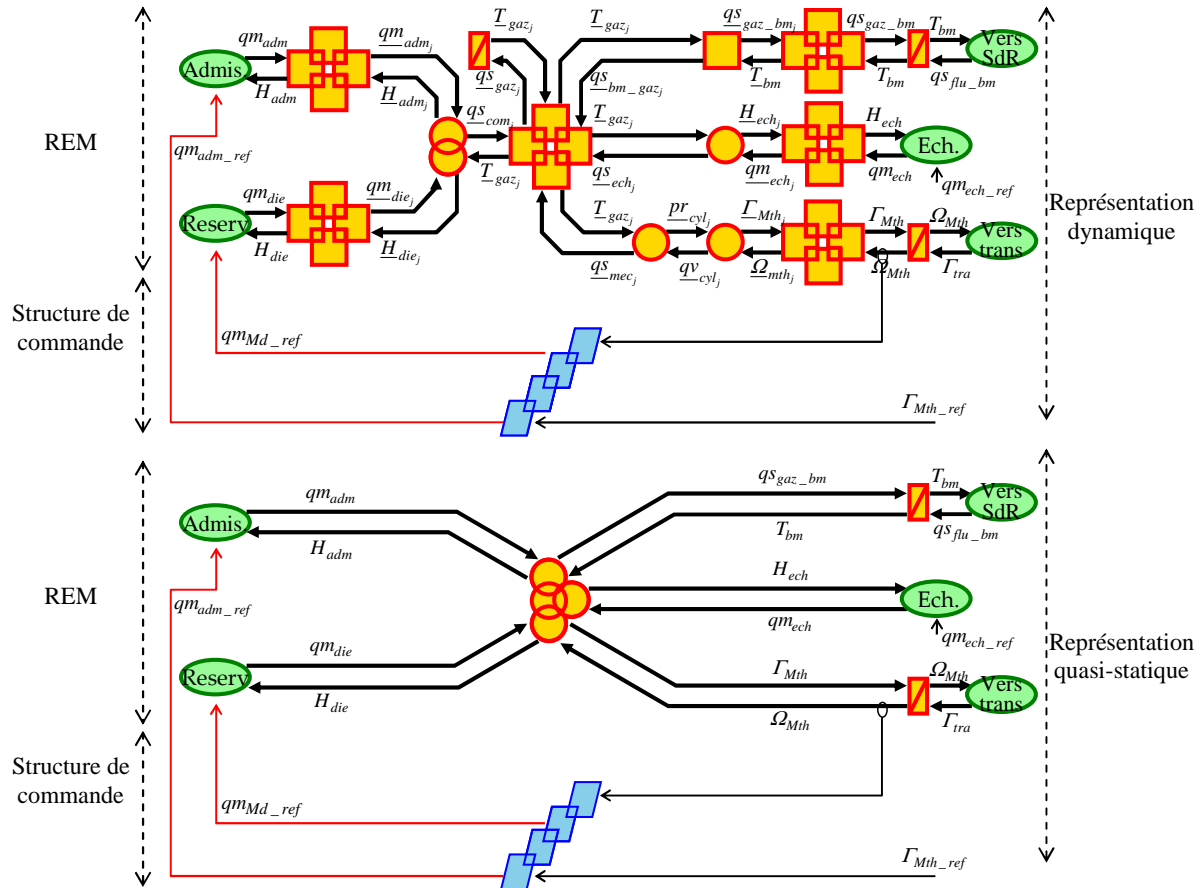 T_gaz_j
T_gaz_j
qs_gaz_bm_j
qs_gaz_bm
T_bm
qm_adm
qm_adm_j
Admis
Vers
SdR
H_adm
H_adm_j
qs_gaz_j
qs_bm_gaz_j
T_bm
T_bm
qs_flu_bm
qs_com_j
T_gaz_j
H_ech_j
H_ech
REM
qm_adm_ref
Ech.
T_gaz_j
qs_ech_j
qm_ech_j
qm_ech
qm_ech_ref
qm_die
qm_die_j
T_gaz_j
pr_cyl_j
Γ_Mth_j
Γ_Mth
Ω_Mth
Représentation
dynamique
Reserv
Vers
trans
H_die
H_die_j
qs_mec_j
qv_cyl_j
Ω_mth_j
Ω_Mth
Γ_tra
Structure de
commande
qm_Md_ref
Γ_Mth_ref
qm_adm
qs_gaz_bm
T_bm
Admis
Vers
SdR
H_adm
T_bm
qs_flu_bm
H_ech
REM
qm_adm_ref
Ech.
qm_ech
qm_ech_ref
qm_die
Représentation
quasi-statique
Γ_Mth
Ω_Mth
Reserv
Vers
trans
H_die
Ω_Mth
Γ_tra
Structure de
commande
qm_Md_ref
Γ_Mth_ref